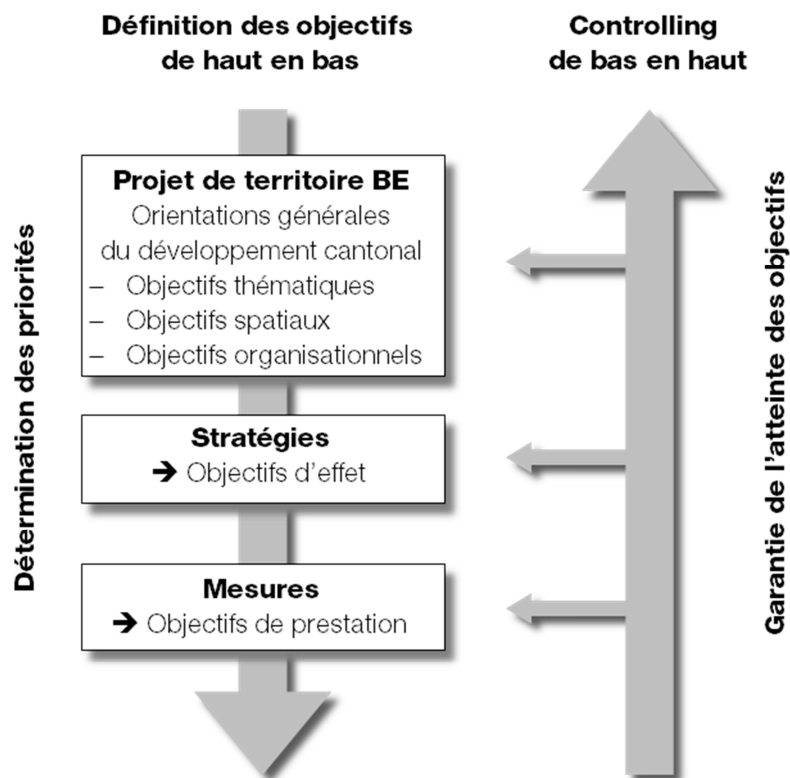 Définition des objectifs
de haut en bas
Controlling
de bas en haut
Détermination des priorités
Projet de territoire BE
Orientations générales
du développement cantonal
– Objectifs thématiques
– Objectifs spatiaux
– Objectifs organisationnels
Stratégies
➔ Objectifs d'effet
Mesures
➔ Objectifs de prestation
Garantie de l'atteinte des objectifs